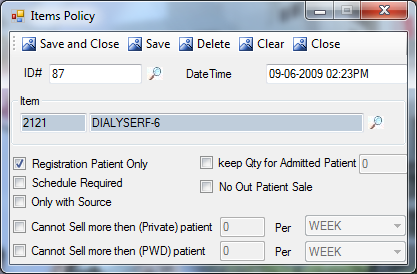 Items Policy
Save and Close Save Delete Clear Close
ID# 87 DateTime 09-06-2009 02:23PM
Item
2121 DIALYSERF-6
Registration Patient Only keep Qty for Admitted Patient 0
Schedule Required No Out Patient Sale
Only with Source
Cannot Sell more then (Private) patient 0 Per WEEK
Cannot Sell more then (PWD) patient 0 Per WEEK